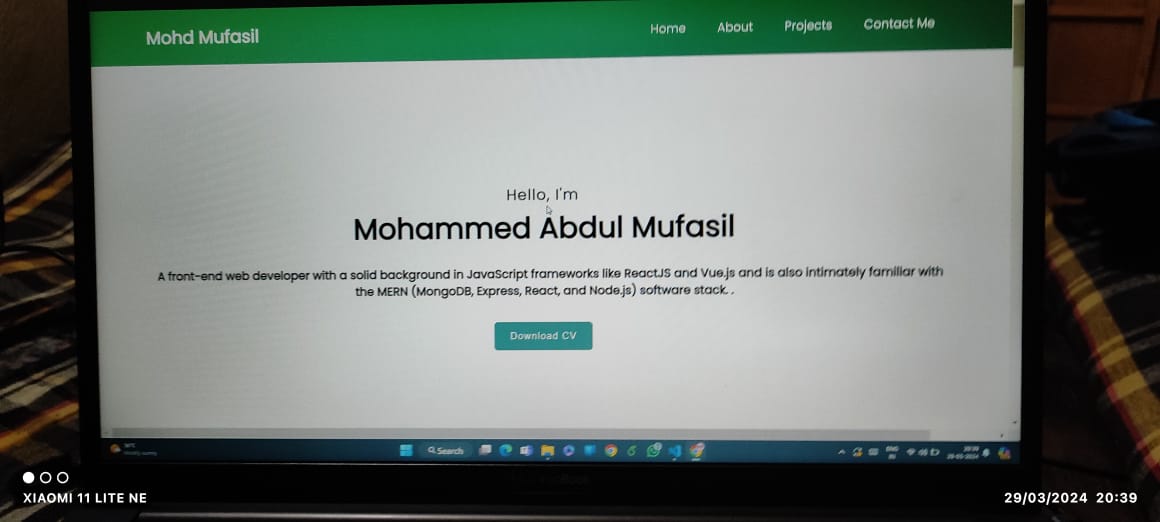 Mohd Mufasil
Home About Projects Contact Me
Hello, I'm
Mohammed Abdul Mufasil
A front-end web developer with a solid background in JavaScript frameworks like ReactJS and Vue.js and is also intimately familiar with
the MERN (MongoDB, Express, React, and Node.js) software stack. .
Download CV
Search
XIAOMI 11 LITE NE
29/03/2024 20:39